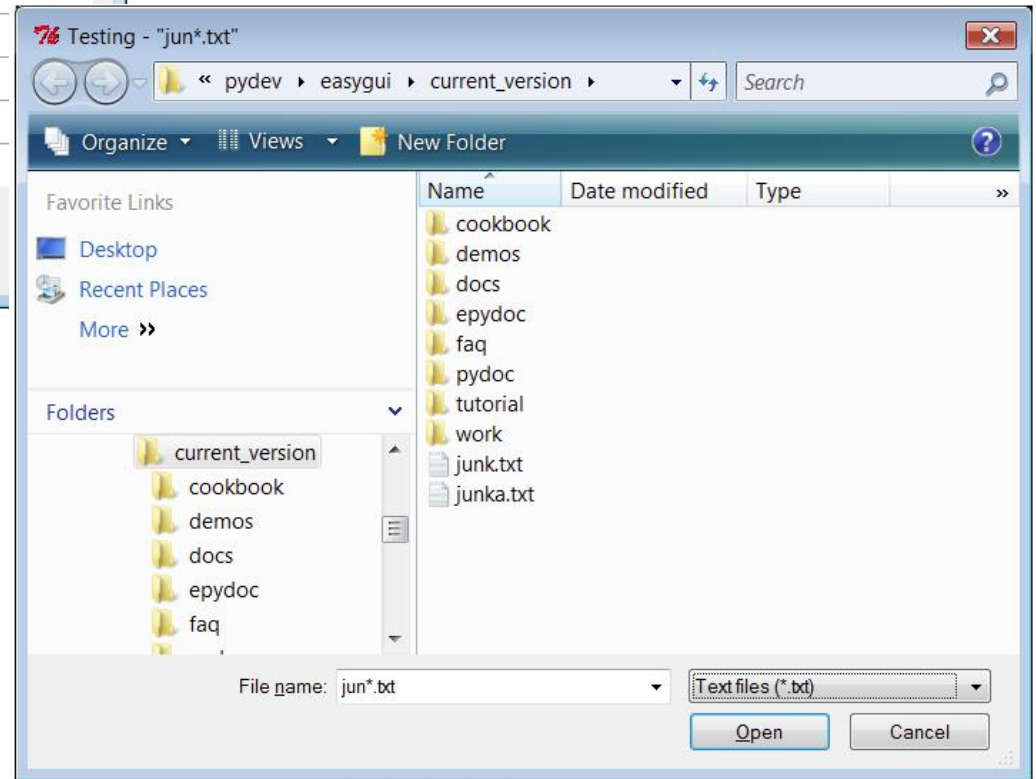 Testing - "jun*.txt"
« pydev easygui current_version Search
Organize Views New Folder
Favorite Links
Desktop
Recent Places
More »
Folders
current_version
cookbook
demos
docs
epydoc
faq
Name Date modified Type »
cookbook
demos
docs
epydoc
faq
pydoc
tutorial
work
junk.txt
junka.txt
File name: jun*.txt Text files (*.txt)
Open Cancel